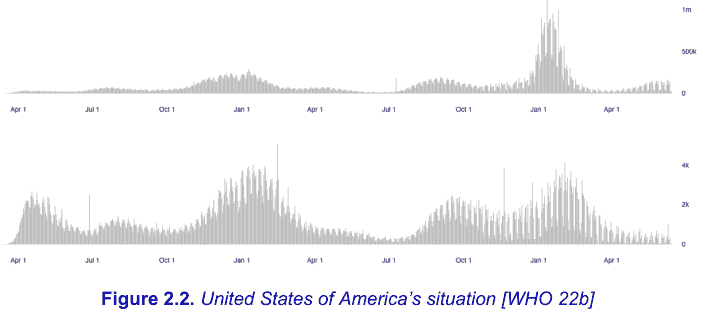 1m
500k
0
Apr 1 Jul 1 Oct 1 Jan 1 Apr 1 Jul 1 Oct 1 Jan 1 Apr 1
4k
2k
0
Apr 1 Jul 1 Oct 1 Jan 1 Apr 1 Jul 1 Oct 1 Jan 1 Apr 1
Figure 2.2. United States of America's situation [WHO 22b]